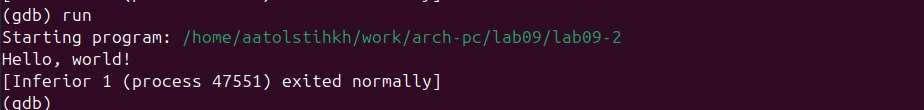 (gdb) run
Starting program: /home/aatolstihkh/work/arch-pc/lab09/lab09-2
Hello, world!
[Inferior 1 (process 47551) exited normally]
(gdb)